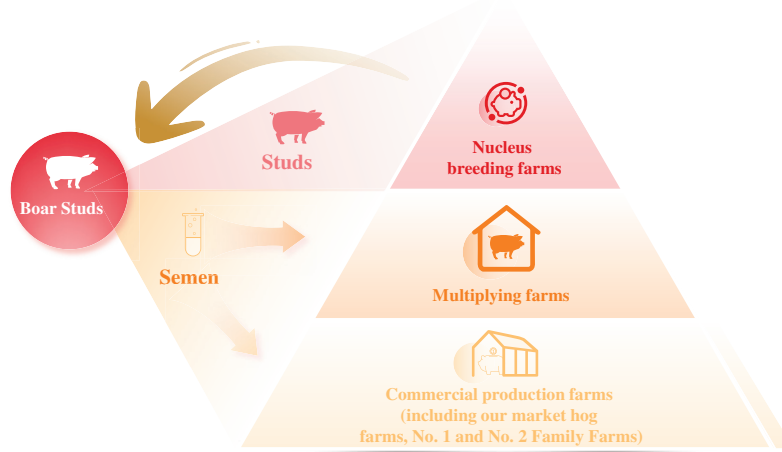 Nucleus
breeding farms
Studs
Boar Studs
Semen
Multiplying farms
Commercial production farms
(including our market hog
farms, No. 1 and No. 2 Family Farms)